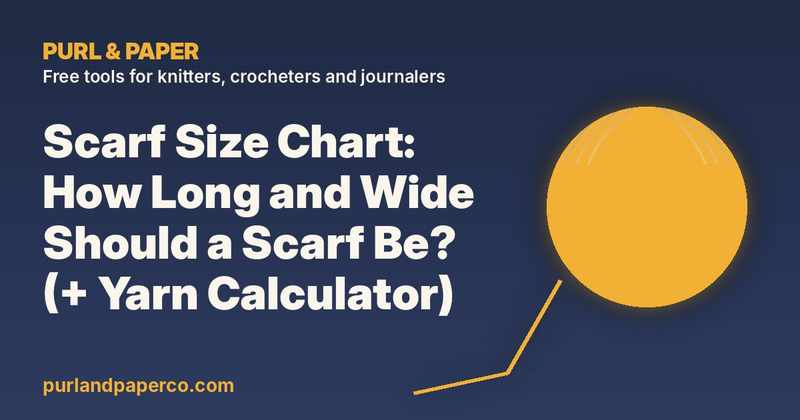 PURL & PAPER
Free tools for knitters, crocheters and journalers
Scarf Size Chart:
How Long and Wide
Should a Scarf Be?
(+ Yarn Calculator)
purlandpaperco.com